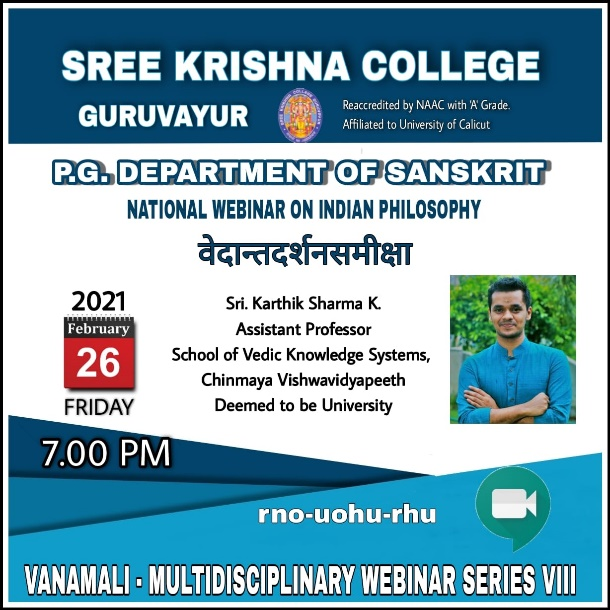 SREE KRISHNA COLLEGE
GURUVAYUR
Reaccredited by NAAC with 'A' Grade.
Affiliated to University of Calicut
P.G. DEPARTMENT OF SANSKRIT
NATIONAL WEBINAR ON INDIAN PHILOSOPHY
वेदान्तदर्शनसमीक्षा
2021
February
26
FRIDAY
7.00 PM
Sri. Karthik Sharma K.
Assistant Professor
School of Vedic Knowledge Systems,
Chinmaya Vishwavidyapeeth
Deemed to be University
rno-uohu-rhu
VANAMALI - MULTIDISCIPLINARY WEBINAR SERIES VIII